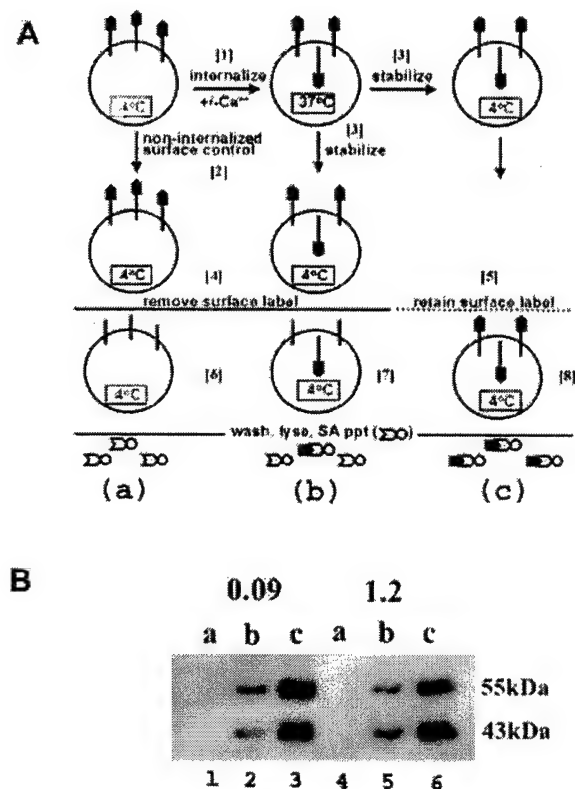 A
[1]
internalize
+/-Ca++
[3]
stabilize
4°C
37°C
4°C
non-internalized
surface control
[2]
[3]
stabilize
4°C
4°C
[4]
remove surface label
[5]
retain surface label
4°C
[6]
4°C
[7]
4°C
[8]
wash, lyse, SA ppt
(a)
(b)
(c)
B
0.09 1.2
a b c a b c
55kDa
43kDa
1 2 3 4 5 6